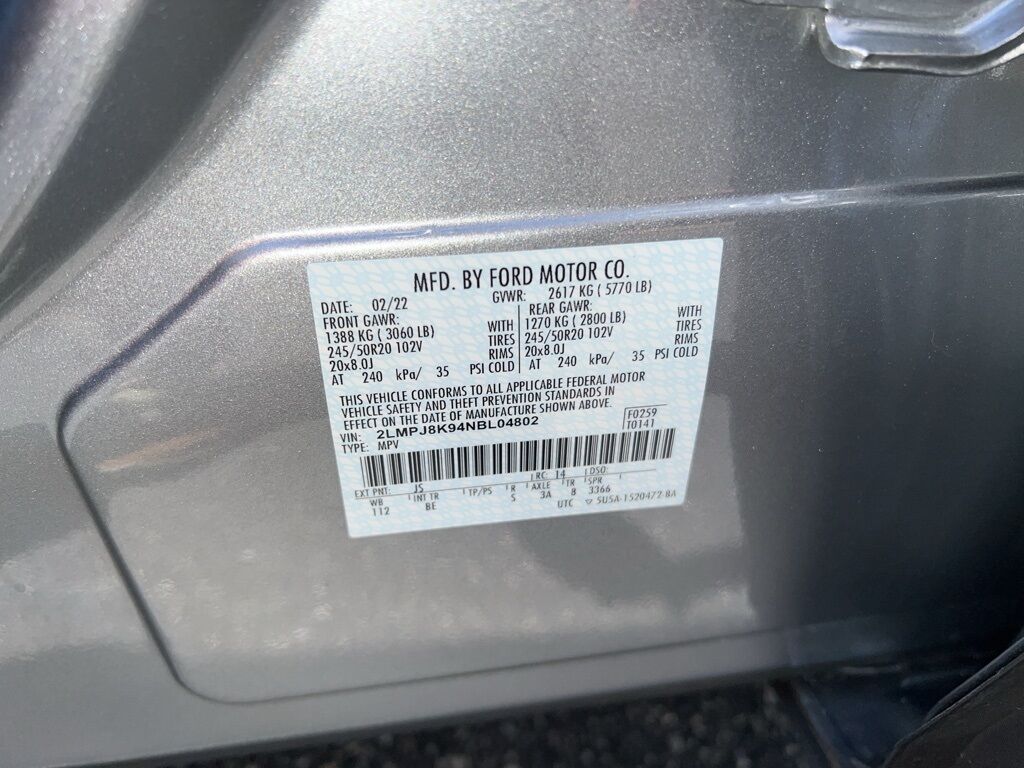 MFD. BY FORD MOTOR CO.
DATE: 02/22 GVWR: 2617 KG ( 5770 LB)
FRONT GAWR: WITH REAR GAWR: WITH
1388 KG ( 3060 LB) TIRES 1270 KG ( 2800 LB) TIRES
245/50R20 102V RIMS 245/50R20 102V RIMS
20x8.0J 20x8.0J
AT 240 kPa/ 35 PSI COLD AT 240 kPa/ 35 PSI COLD
THIS VEHICLE CONFORMS TO ALL APPLICABLE FEDERAL MOTOR
VEHICLE SAFETY AND THEFT PREVENTION STANDARDS IN
EFFECT ON THE DATE OF MANUFACTURE SHOWN ABOVE.
VIN: 2LMPJ8K94NBL04802 F0259
TYPE: MPV T0141
EXT PNT: JS RC: 14 DSO:
WB INT TR TP/PS R AXLE TR SPR
112 BE S 3A 8 3366
UTC ▽ 5U5A-1520472-BA